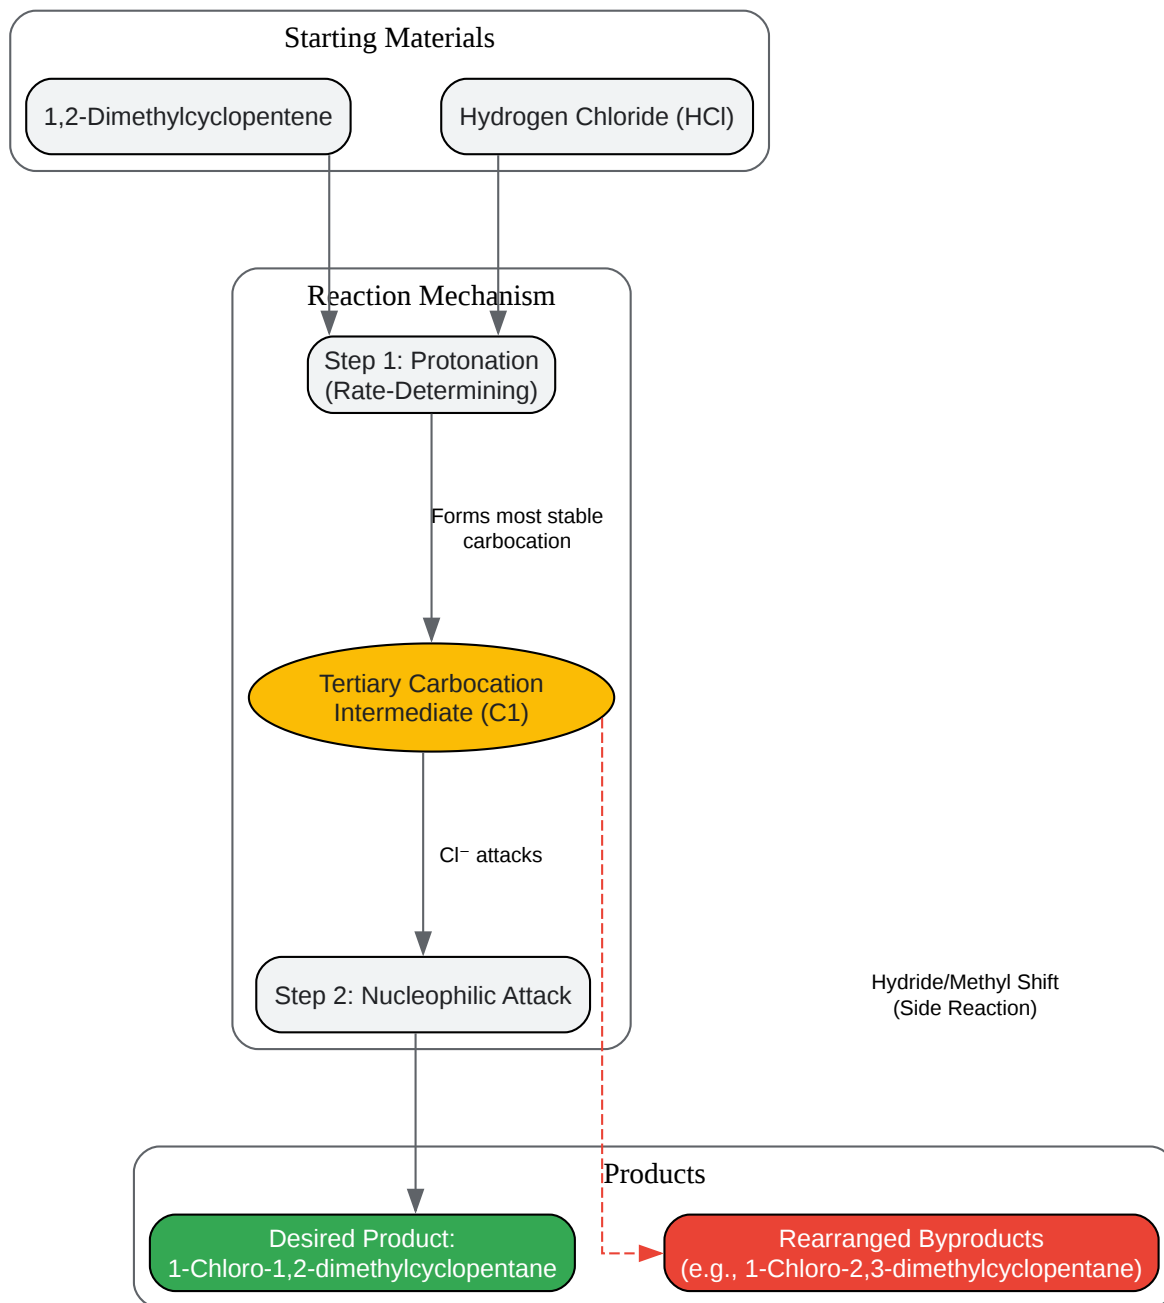 Starting Materials
1,2-Dimethylcyclopentene
Hydrogen Chloride (HCl)
Reaction Mechanism
Step 1: Protonation
(Rate-Determining)
Forms most stable
carbocation
Tertiary Carbocation
Intermediate (C1)
Cl⁻ attacks
Step 2: Nucleophilic Attack
Hydride/Methyl Shift
(Side Reaction)
Products
Desired Product:
1-Chloro-1,2-dimethylcyclopentane
Rearranged Byproducts
(e.g., 1-Chloro-2,3-dimethylcyclopentane)